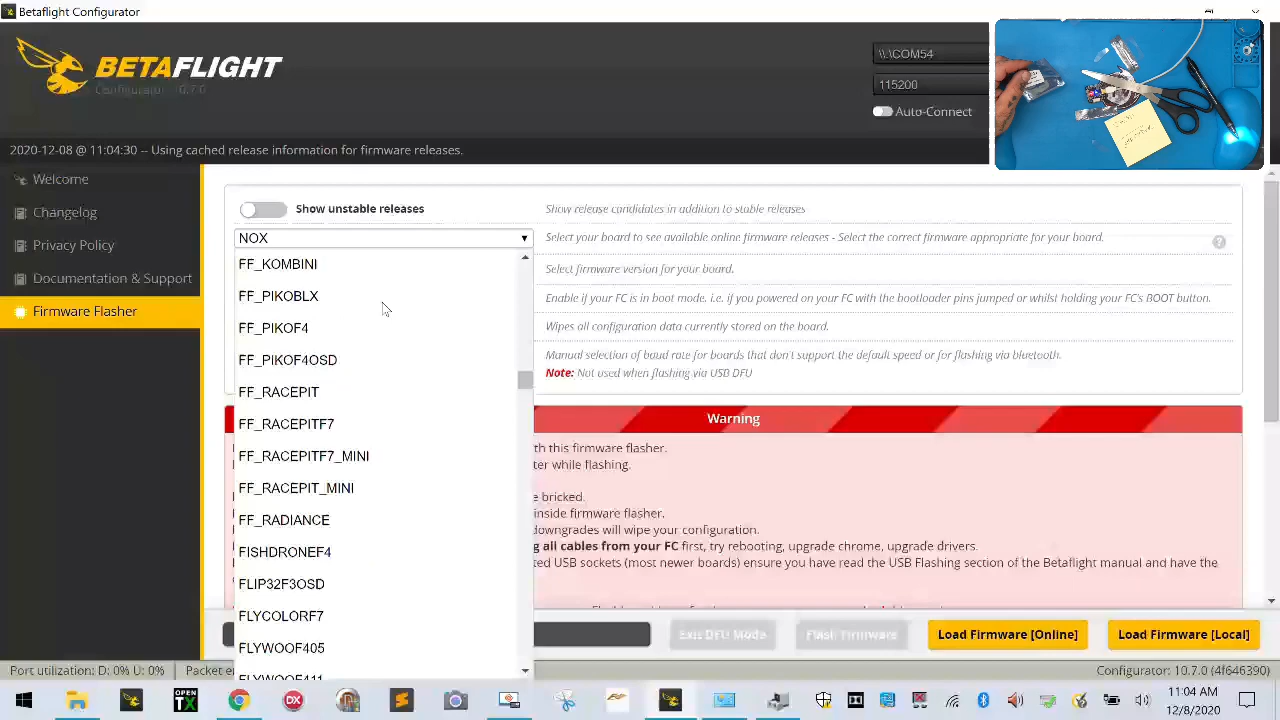 Betaflight Configurator
BETAFLIGHT
Configurator 10.7.0
\\.\COM54
115200
Auto-Connect
2020-12-08 @ 11:04:30 -- Using cached release information for firmware releases.
Welcome
Changelog
Privacy Policy
Documentation & Support
Firmware Flasher
Show unstable releases
Show release candidates in addition to stable releases
NOX
Select your board to see available online firmware releases - Select the correct firmware appropriate for your board.
Select firmware version for your board.
Enable if your FC is in boot mode. i.e. if you powered on your FC with the bootloader pins jumped or whilst holding your FC's BOOT button.
Wipes all configuration data currently stored on the board.
Manual selection of baud rate for boards that don't support the default speed or for flashing via bluetooth.
Note: Not used when flashing via USB DFU
FF_KOMBINI
FF_PIKOBLX
FF_PIKOF4
FF_PIKOF4OSD
FF_RACEPIT
FF_RACEPITF7
FF_RACEPITF7_MINI
FF_RACEPIT_MINI
FF_RADIANCE
FISHDRONEF4
FLIP32F3OSD
FLYCOLORF7
FLYWOOF405
FLYWOOF411
Warning
th this firmware flasher.
ter while flashing.
e bricked.
inside firmware flasher.
downgrades will wipe your configuration.
g all cables from your FC first, try rebooting, upgrade chrome, upgrade drivers.
ted USB sockets (most newer boards) ensure you have read the USB Flashing section of the Betaflight manual and have the
Exit DFU Mode
Flash Firmware
Load Firmware [Online]
Load Firmware [Local]
Port utilization: D: 0% U: 0%
Packet e
Configurator: 10.7.0 (4f646390)
OPEN
TX
DX
11:04 AM
12/8/2020